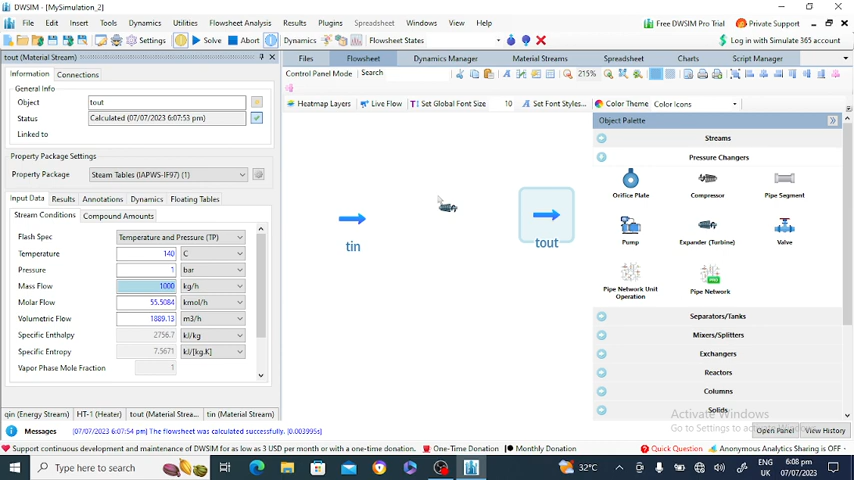 DWSIM - [MySimulation_2]
File Edit Tools Dynamics Utilities Flowsheet Analysis Results Plugins Spreadsheet Windows View Help
Free DWSIM Pro Trial Private Support
Settings Solve Abort Dynamics Flowsheet States
Log in with Simulate 365 account
tout (Material Stream)
Files Flowsheet Dynamics Manager Material Streams Spreadsheet Charts Script Manager
Information Connections
Control Panel Mode Search 215%
General Info
Object tout
Status Calculated (07/07/2023 6:07:53 pm)
Linked to
Heatmap Layers Live Flow Set Global Font Size 10 Set Font Styles... Color Theme Color Icons
Object Palette
Streams
Pressure Changers
Property Package Settings
Property Package Steam Tables (IAPWS-IF97) (1)
Orifice Plate Compressor Pipe Segment
Input Data Results Annotations Dynamics Floating Tables
Stream Conditions Compound Amounts
Flash Spec Temperature and Pressure (TP)
Temperature 140 C
Pressure 1 bar
Mass Flow 1000 kg/h
Molar Flow 55.5084 kmol/h
Volumetric Flow 1889.13 m3/h
Specific Enthalpy 2756.7 kJ/kg
Specific Entropy 7.5671 kJ/[kg.K]
Vapor Phase Mole Fraction 1
tin
tout
Pump Expander (Turbine) Valve
Pipe Network Unit Operation Pipe Network
Separators/Tanks
Mixers/Splitters
Exchangers
Reactors
Columns
Solids
Activate Windows
Go to Settings to
qin (Energy Stream) HT-1 (Heater) tout (Material Strea... tin (Material Stream)
Messages [07/07/2023 6:07:54 pm] The flowsheet was calculated successfully. [0.003995s]
Open Panel View History
Support continuous development and maintenance of DWSIM for as low as 3 USD per month or with a one-time donation. One-Time Donation Monthly Donation Quick Question Anonymous Analytics Sharing is OFF
Type here to search
32°C
ENG
UK
6:08 pm
07/07/2023